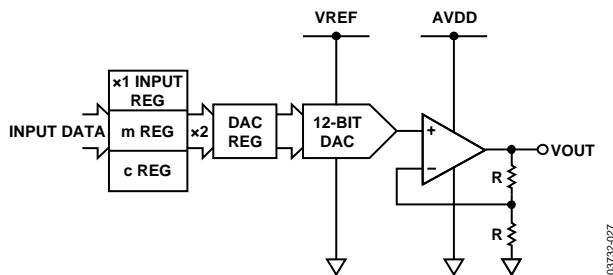 VREF
AVDD
×1 INPUT
REG
INPUT DATA
m REG
×2
DAC
REG
12-BIT
DAC
+
–
VOUT
c REG
R
R
03732-027